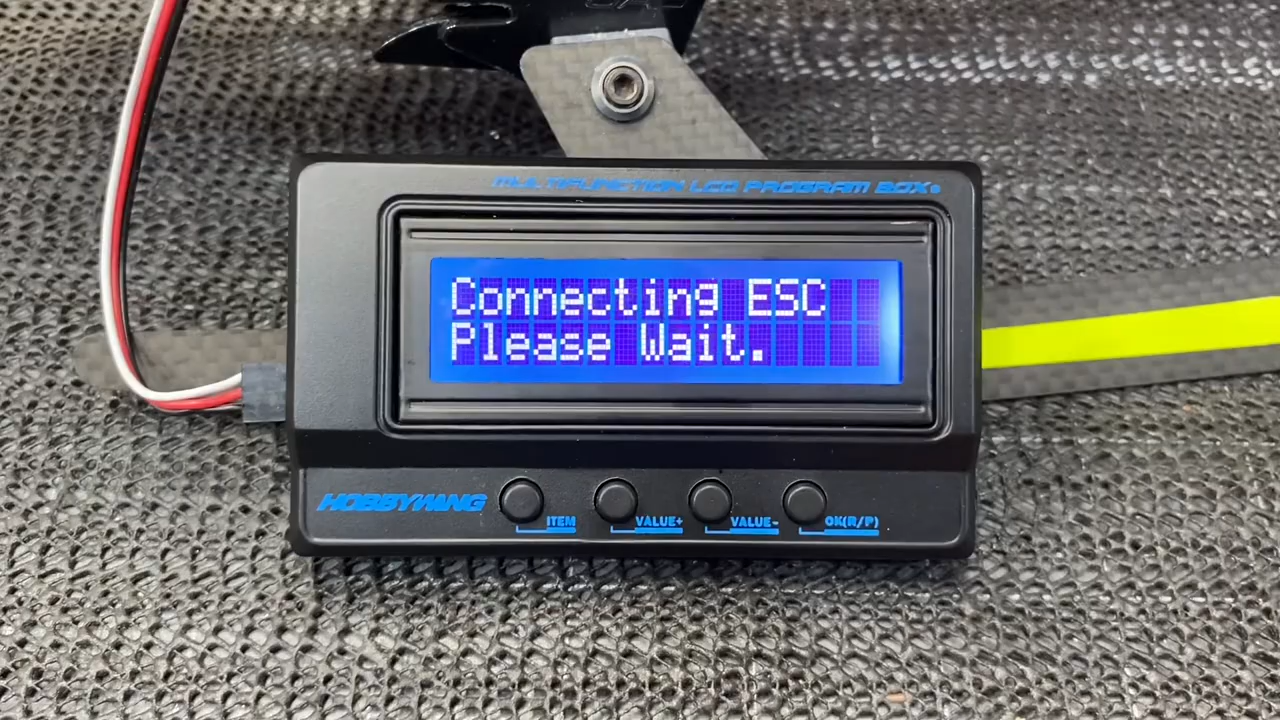 MULTIFUNCTION LCD PROGRAM BOX
Connecting ESC
Please Wait.
HOBBYWING
ITEM
VALUE+
VALUE-
OK(R/P)